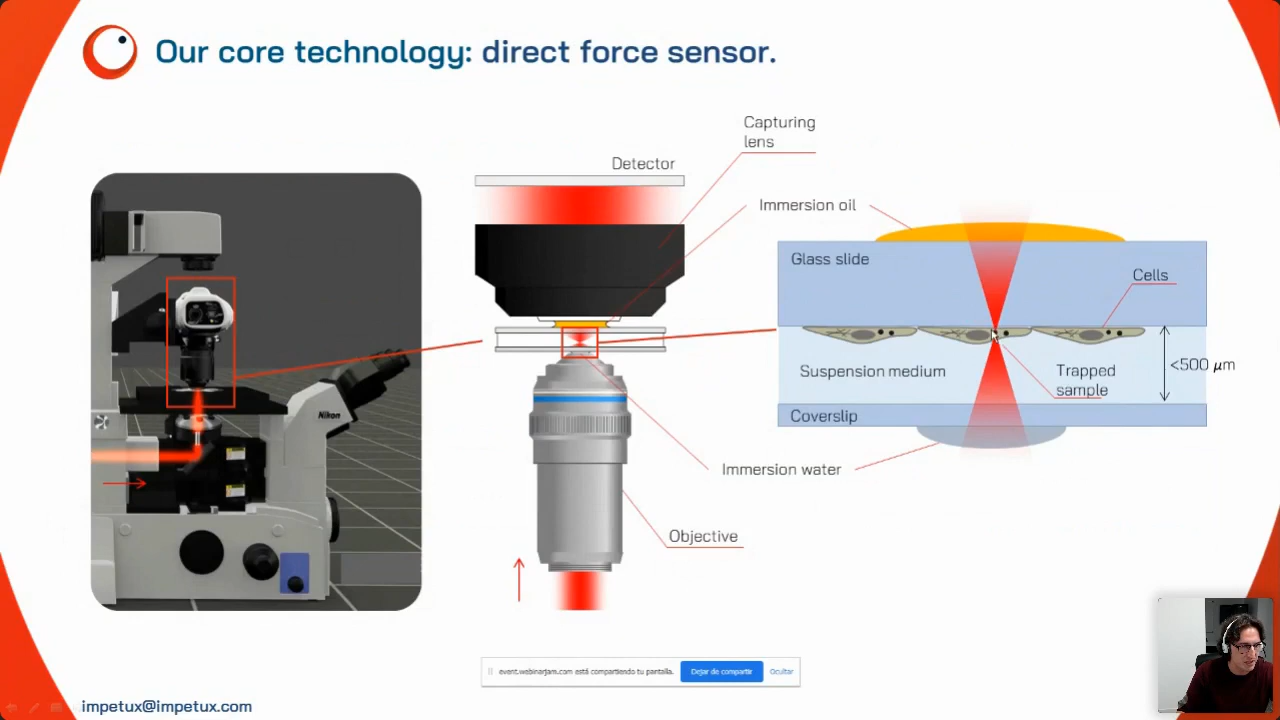 Our core technology: direct force sensor.
Capturing
lens
Detector
Immersion oil
Glass slide
Cells
Suspension medium
Trapped
sample
<500 μm
Coverslip
Immersion water
Objective
Nikon
event.webinarjam.com está compartiendo tu pantalla.
Dejar de compartir
Ocultar
impetux@impetux.com